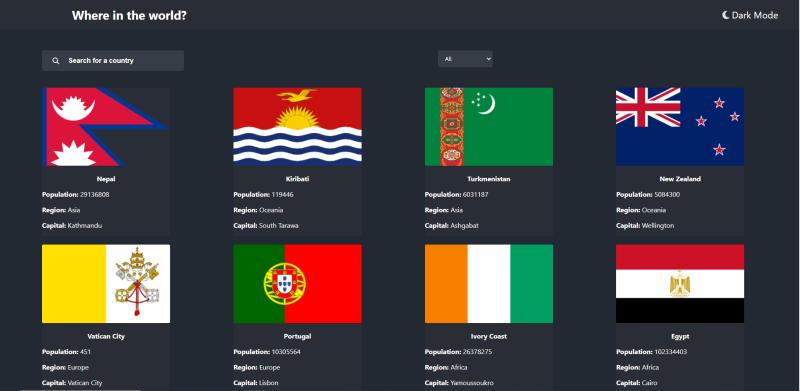 Where in the world?
Dark Mode
Search for a country
All
Nepal
Population: 29136808
Region: Asia
Capital: Kathmandu
Kiribati
Population: 119446
Region: Oceania
Capital: South Tarawa
Turkmenistan
Population: 6031187
Region: Asia
Capital: Ashgabat
New Zealand
Population: 5084300
Region: Oceania
Capital: Wellington
Vatican City
Population: 451
Region: Europe
Capital: Vatican City
Portugal
Population: 10305564
Region: Europe
Capital: Lisbon
Ivory Coast
Population: 26378275
Region: Africa
Capital: Yamoussoukro
Egypt
Population: 102334403
Region: Africa
Capital: Cairo